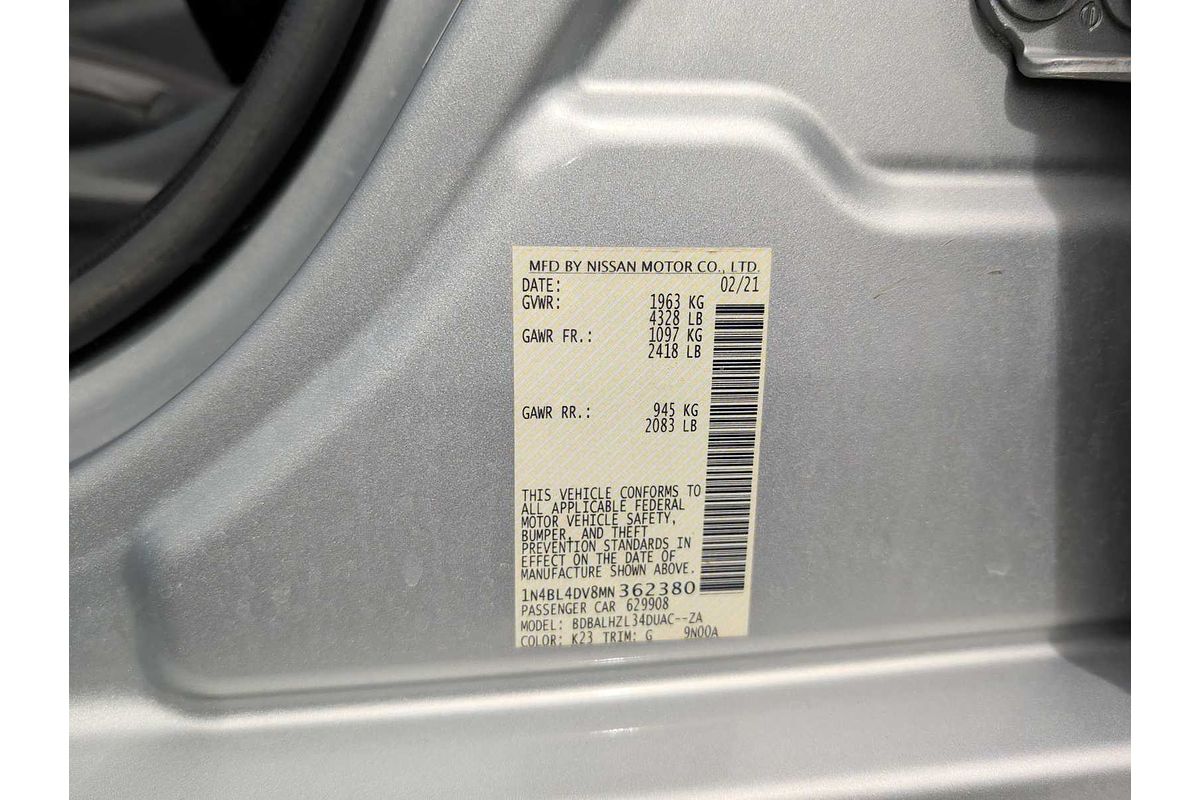 MFD BY NISSAN MOTOR CO., LTD.
DATE: 02/21
GVWR: 1963 KG
4328 LB
GAWR FR.: 1097 KG
2418 LB
GAWR RR.: 945 KG
2083 LB
THIS VEHICLE CONFORMS TO
ALL APPLICABLE FEDERAL
MOTOR VEHICLE SAFETY,
BUMPER, AND THEFT
PREVENTION STANDARDS IN
EFFECT ON THE DATE OF
MANUFACTURE SHOWN ABOVE.
1N4BL4DV8MN362380
PASSENGER CAR 629908
MODEL: BDBALHZL34DUAC--ZA
COLOR: K23 TRIM: G 9N00A